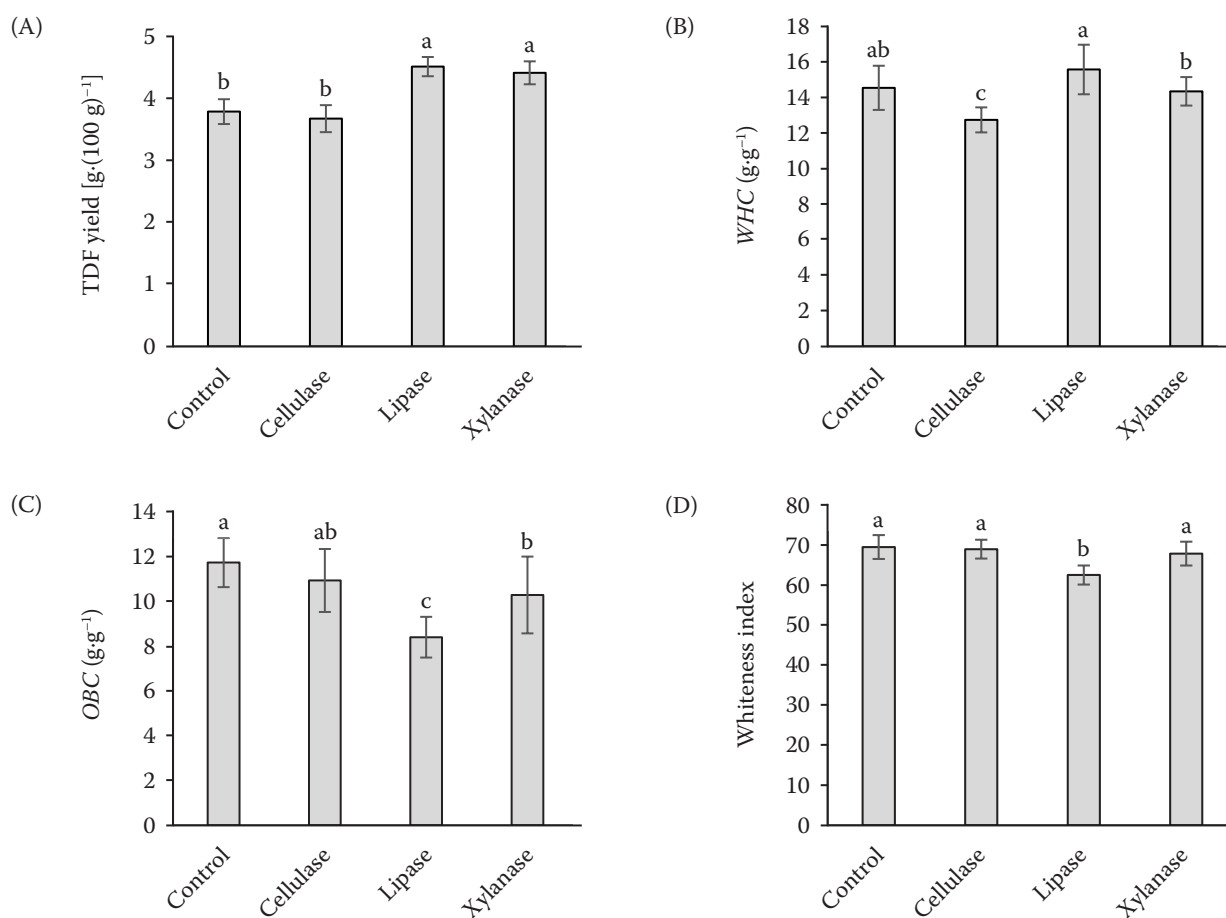 (A)
TDF yield [g·(100 g)⁻¹]
5
4
3
2
1
0
b
b
a
a
Control
Cellulase
Lipase
Xylanase
(B)
WHC (g·g⁻¹)
18
16
14
12
10
8
6
4
2
0
ab
c
a
b
Control
Cellulase
Lipase
Xylanase
(C)
OBC (g·g⁻¹)
14
12
10
8
6
4
2
0
a
ab
c
b
Control
Cellulase
Lipase
Xylanase
(D)
Whiteness index
80
70
60
50
40
30
20
10
0
a
a
b
a
Control
Cellulase
Lipase
Xylanase